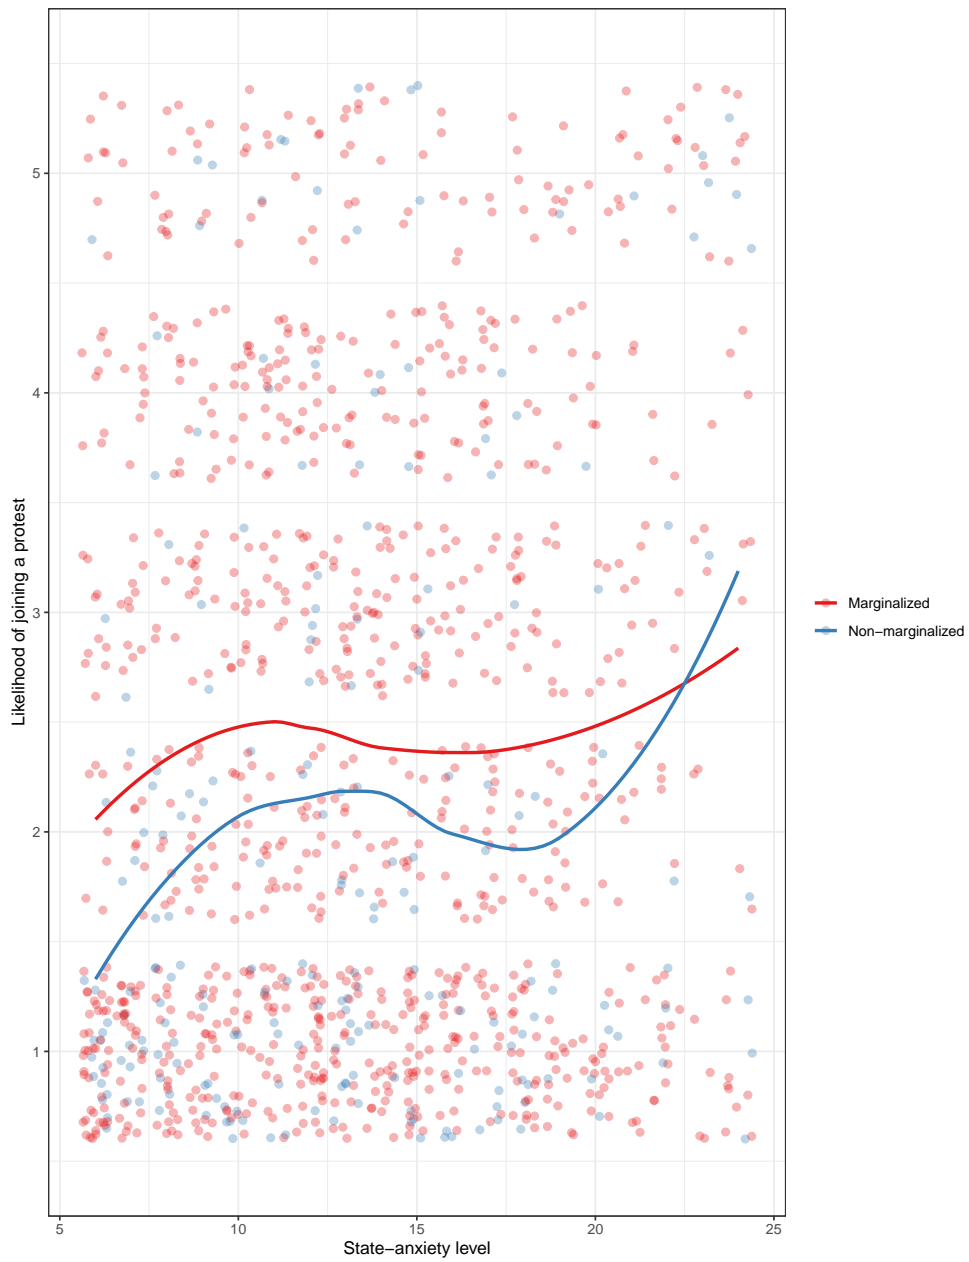 Likelihood of joining a protest
5
4
3
2
1
5 10 15 20 25
State−anxiety level
Marginalized
Non−marginalized